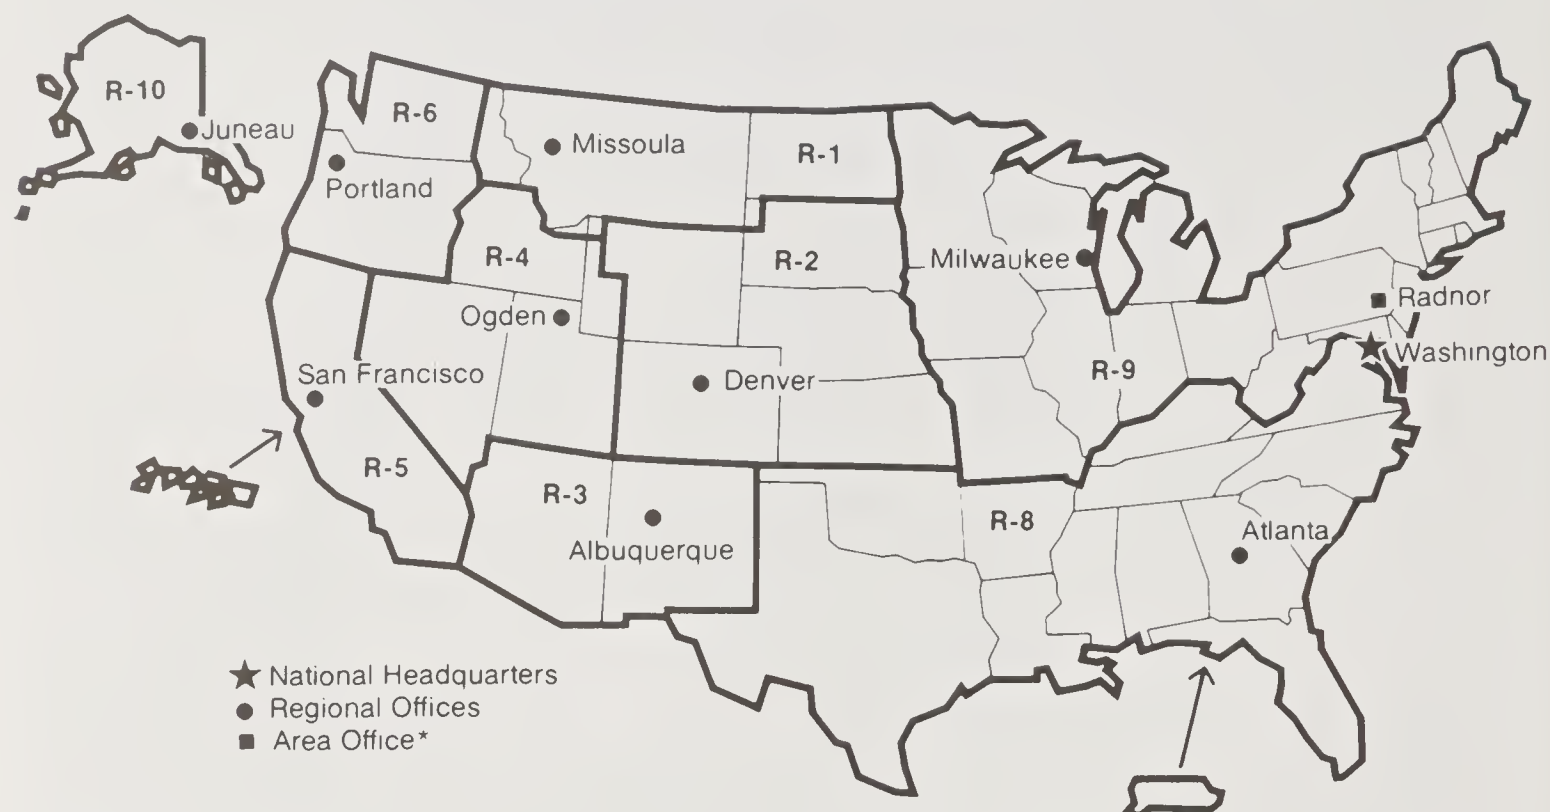 R-10
Juneau
R-6
Portland
Missoula
R-1
R-4
R-2
Milwaukee
Ogden
Radnor
Washington
San Francisco
Denver
R-9
R-5
R-3
Albuquerque
R-8
Atlanta
★ National Headquarters
● Regional Offices
■ Area Office*